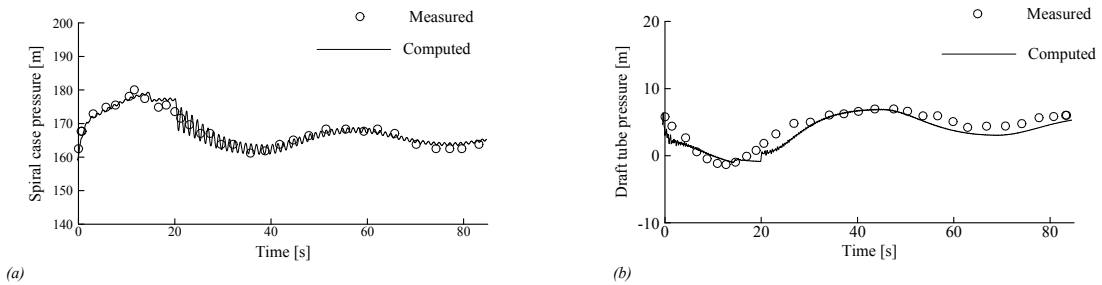 200
190
180
170
160
150
140
0
20
40
60
80
Spiral case pressure [m]
Time [s]
Measured
Computed
(a)
20
10
0
-10
0
20
40
60
80
Draft tube pressure [m]
Time [s]
Measured
Computed
(b)